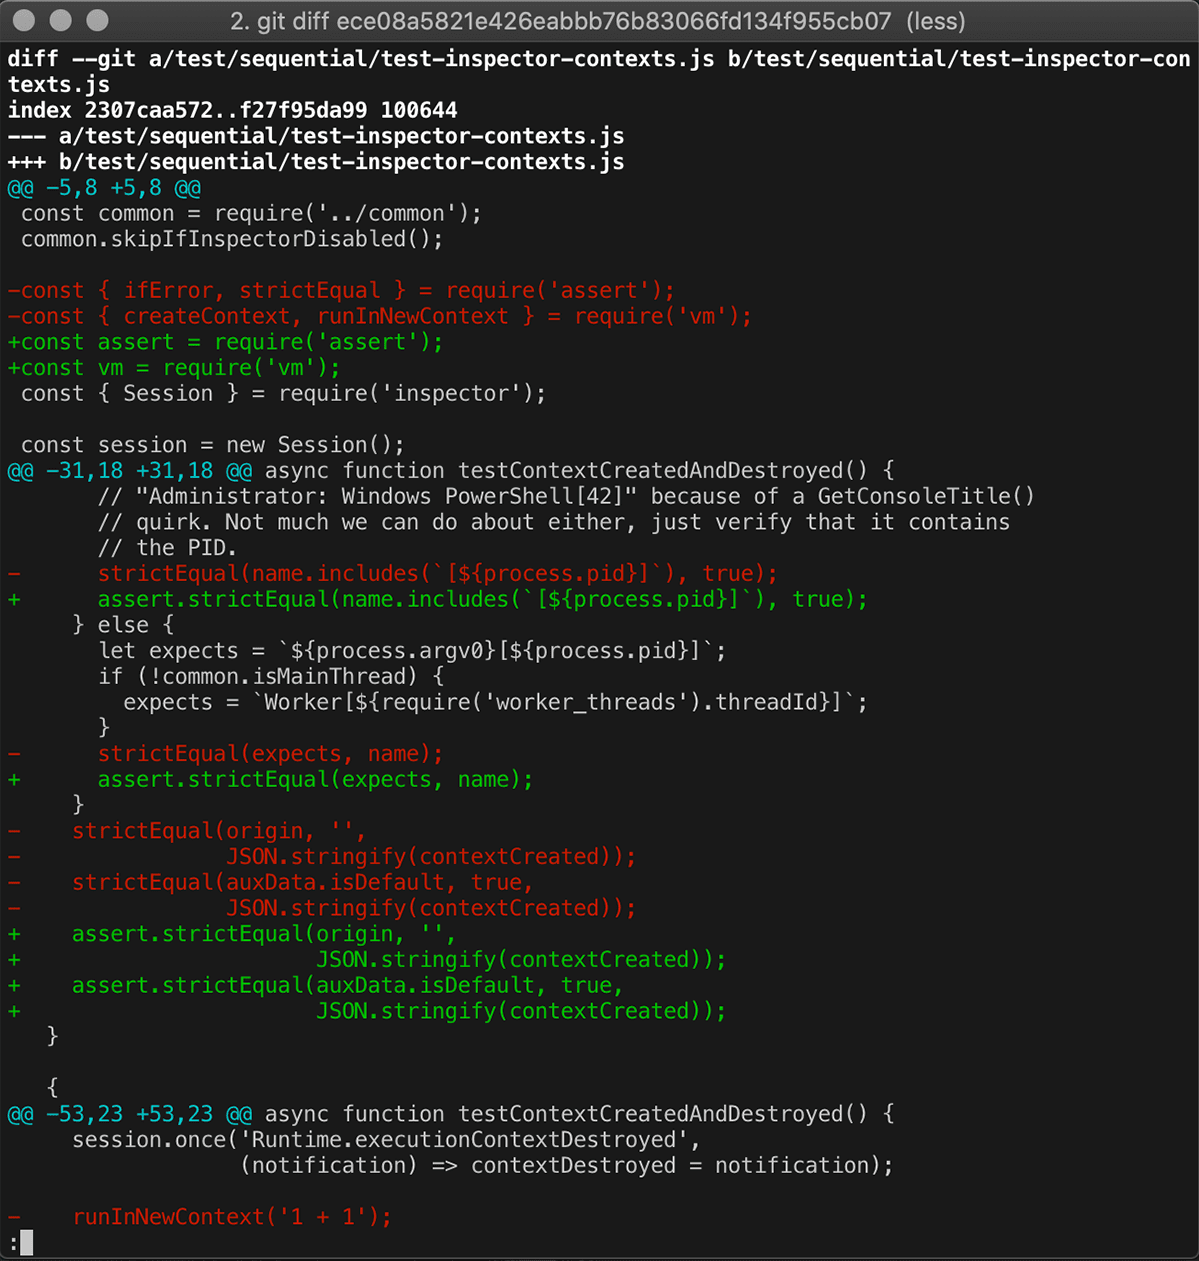 2. git diff ece08a5821e426eabbb76b83066fd134f955cb07 (less)
diff --git a/test/sequential/test-inspector-contexts.js b/test/sequential/test-inspector-con
texts.js
index 2307caa572..f27f95da99 100644
--- a/test/sequential/test-inspector-contexts.js
+++ b/test/sequential/test-inspector-contexts.js
@@ -5,8 +5,8 @@
 const common = require('../common');
 common.skipIfInspectorDisabled();

-const { ifError, strictEqual } = require('assert');
-const { createContext, runInNewContext } = require('vm');
+const assert = require('assert');
+const vm = require('vm');
 const { Session } = require('inspector');

 const session = new Session();
@@ -31,18 +31,18 @@ async function testContextCreatedAndDestroyed() {
       // "Administrator: Windows PowerShell[42]" because of a GetConsoleTitle()
       // quirk. Not much we can do about either, just verify that it contains
       // the PID.
-      strictEqual(name.includes(`[${process.pid}]`), true);
+      assert.strictEqual(name.includes(`[${process.pid}]`), true);
     } else {
       let expects = `${process.argv0}[${process.pid}]`;
       if (!common.isMainThread) {
         expects = `Worker[${require('worker_threads').threadId}]`;
       }
-      strictEqual(expects, name);
+      assert.strictEqual(expects, name);
     }
-    strictEqual(origin, '',
-                JSON.stringify(contextCreated));
-    strictEqual(auxData.isDefault, true,
-                JSON.stringify(contextCreated));
+    assert.strictEqual(origin, '',
+                       JSON.stringify(contextCreated));
+    assert.strictEqual(auxData.isDefault, true,
+                       JSON.stringify(contextCreated));
   }

   {
@@ -53,23 +53,23 @@ async function testContextCreatedAndDestroyed() {
     session.once('Runtime.executionContextDestroyed',
                  (notification) => contextDestroyed = notification);

-    runInNewContext('1 + 1');
: